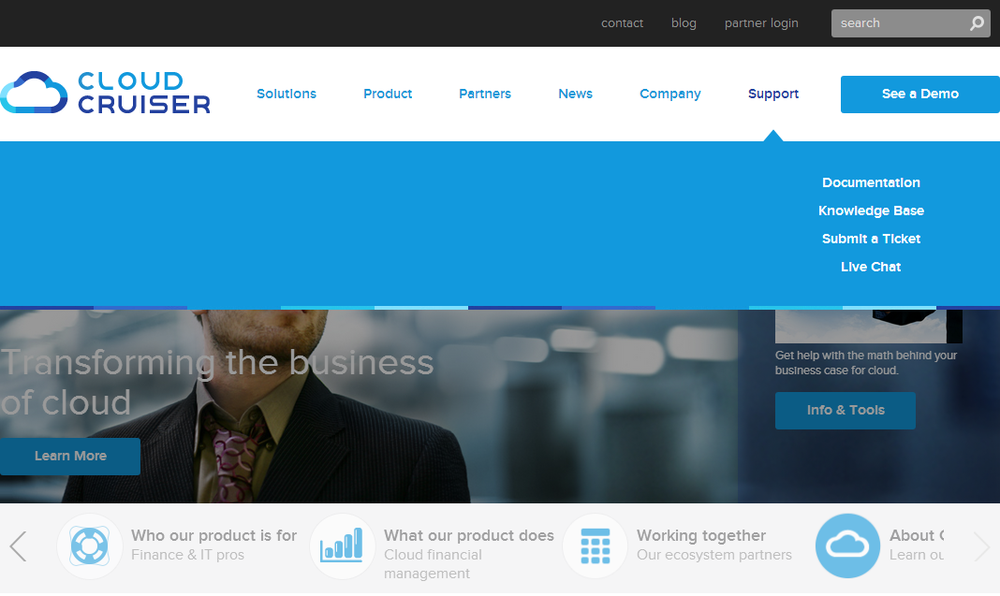 contact blog partner login search
CLOUD
CRUISER
Solutions Product Partners News Company Support See a Demo
Documentation
Knowledge Base
Submit a Ticket
Live Chat
Transforming the business
of cloud
Learn More
Get help with the math behind your
business case for cloud.
Info & Tools
Who our product is for
Finance & IT pros
What our product does
Cloud financial
management
Working together
Our ecosystem partners
About
Learn